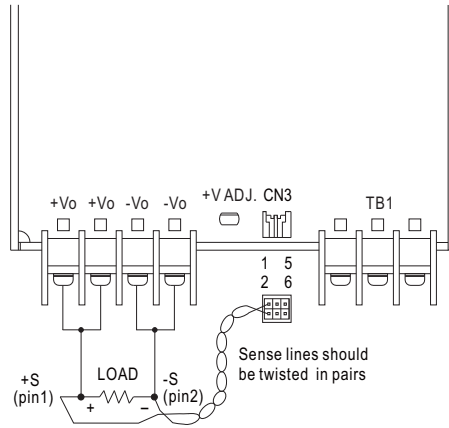 +Vo +Vo -Vo -Vo +V ADJ. CN3 TB1
1 5
2 6
Sense lines should
be twisted in pairs
+S
(pin1)
LOAD
-S
(pin2)
+ −